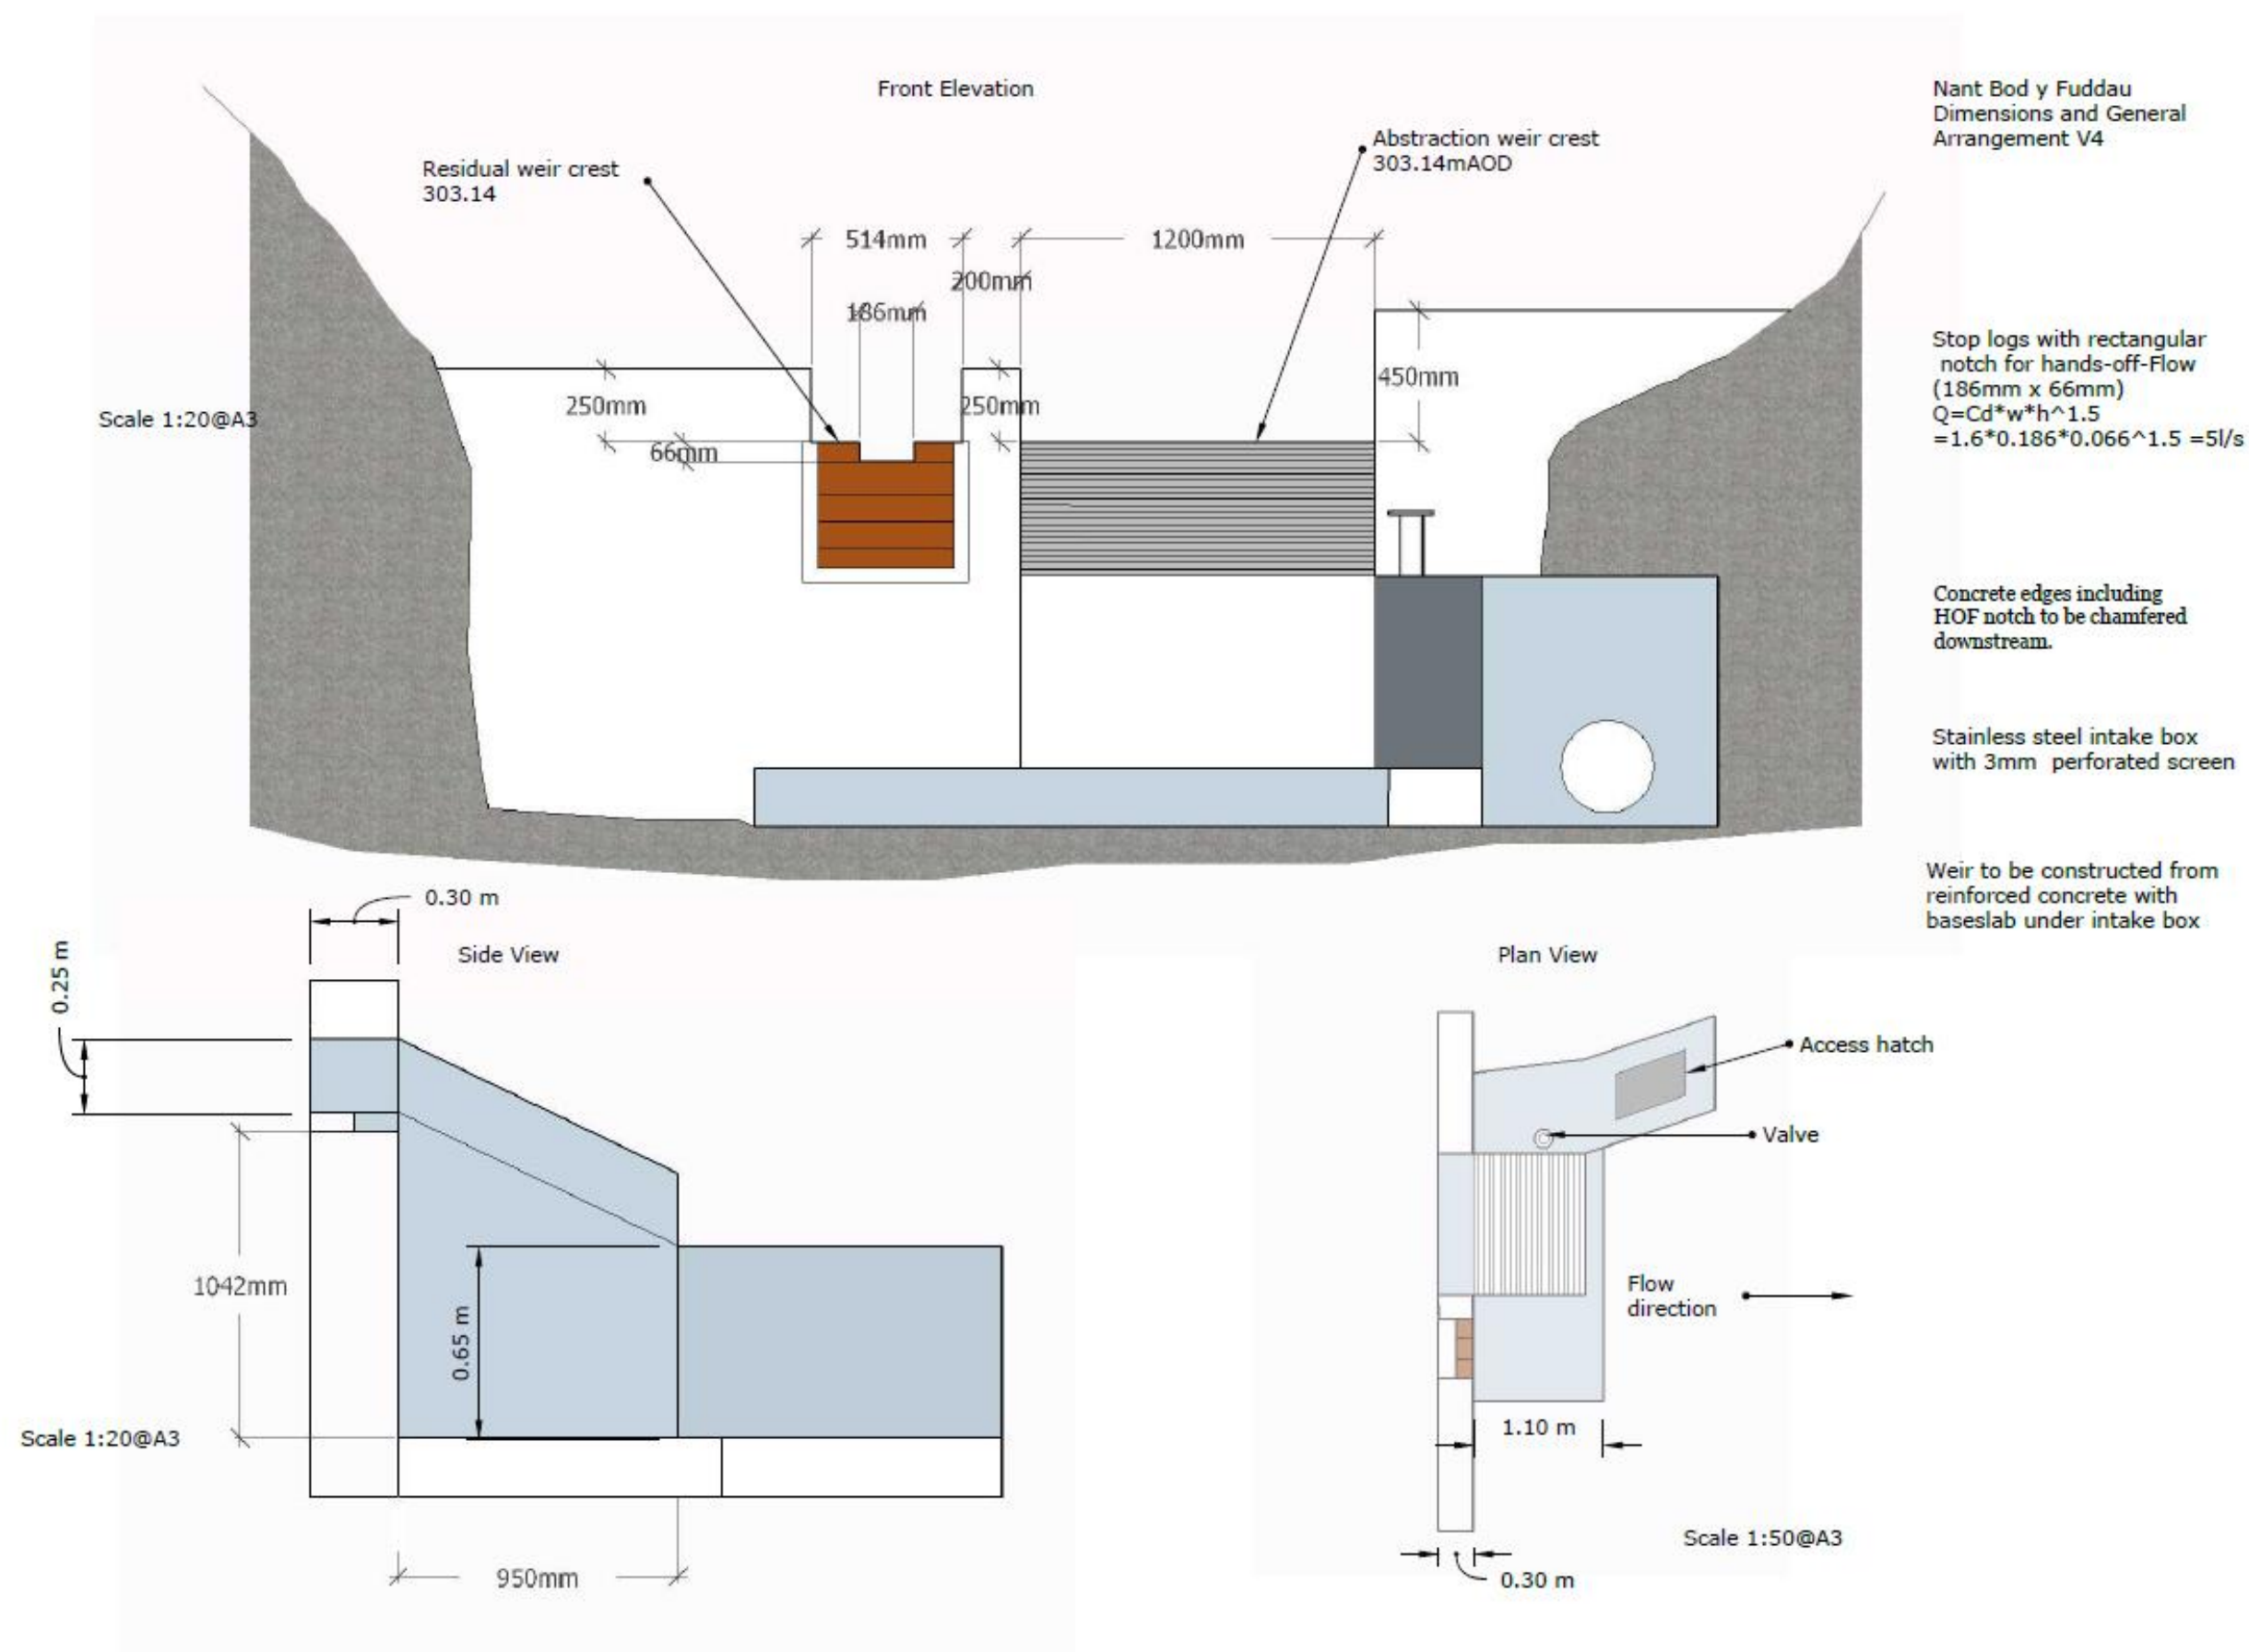 Front Elevation
Nant Bod y Fuddau
Dimensions and General
Arrangement V4
Abstraction weir crest
303.14mAOD
Residual weir crest
303.14
514mm
1200mm
200mm
186mm
Stop logs with rectangular
notch for hands-off-Flow
(186mm x 66mm)
Q=Cd*w*h^1.5
=1.6*0.186*0.066^1.5 =5l/s
450mm
250mm
250mm
Scale 1:20@A3
66mm
Concrete edges including
HOF notch to be chamfered
downstream.
Stainless steel intake box
with 3mm perforated screen
Weir to be constructed from
reinforced concrete with
baseslab under intake box
0.30 m
Side View
Plan View
0.25 m
Access hatch
Valve
1042mm
Flow
direction
0.65 m
Scale 1:20@A3
1.10 m
Scale 1:50@A3
950mm
0.30 m